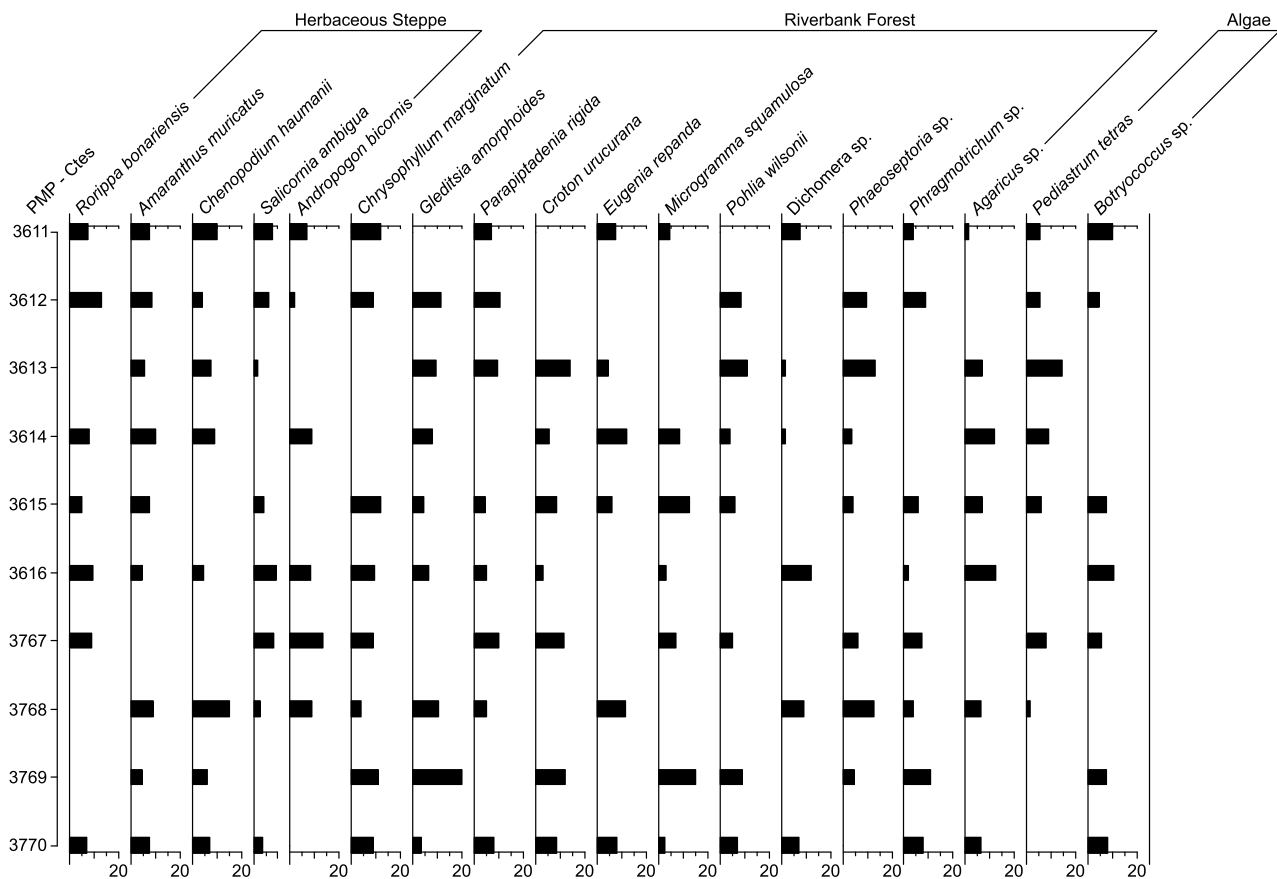 Herbaceous Steppe
Riverbank Forest
Algae
PMP - Ctes
Rorippa bonariensis
Amaranthus muricatus
Chenopodium haumanii
Salicornia ambigua
Andropogon bicornis
Chrysophyllum marginatum
Gleditsia amorphoides
Parapiptadenia rigida
Croton urucurana
Eugenia repanda
Microgramma squamulosa
Pohlia wilsonii
Dichomera sp.
Phaeoseptoria sp.
Phragmotrichum sp.
Agaricus sp.
Pediastrum tetras
Botryoccus sp.
3611
3612
3613
3614
3615
3616
3767
3768
3769
3770
20 20 20 20 20 20 20 20 20 20 20 20 20 20 20 20 20